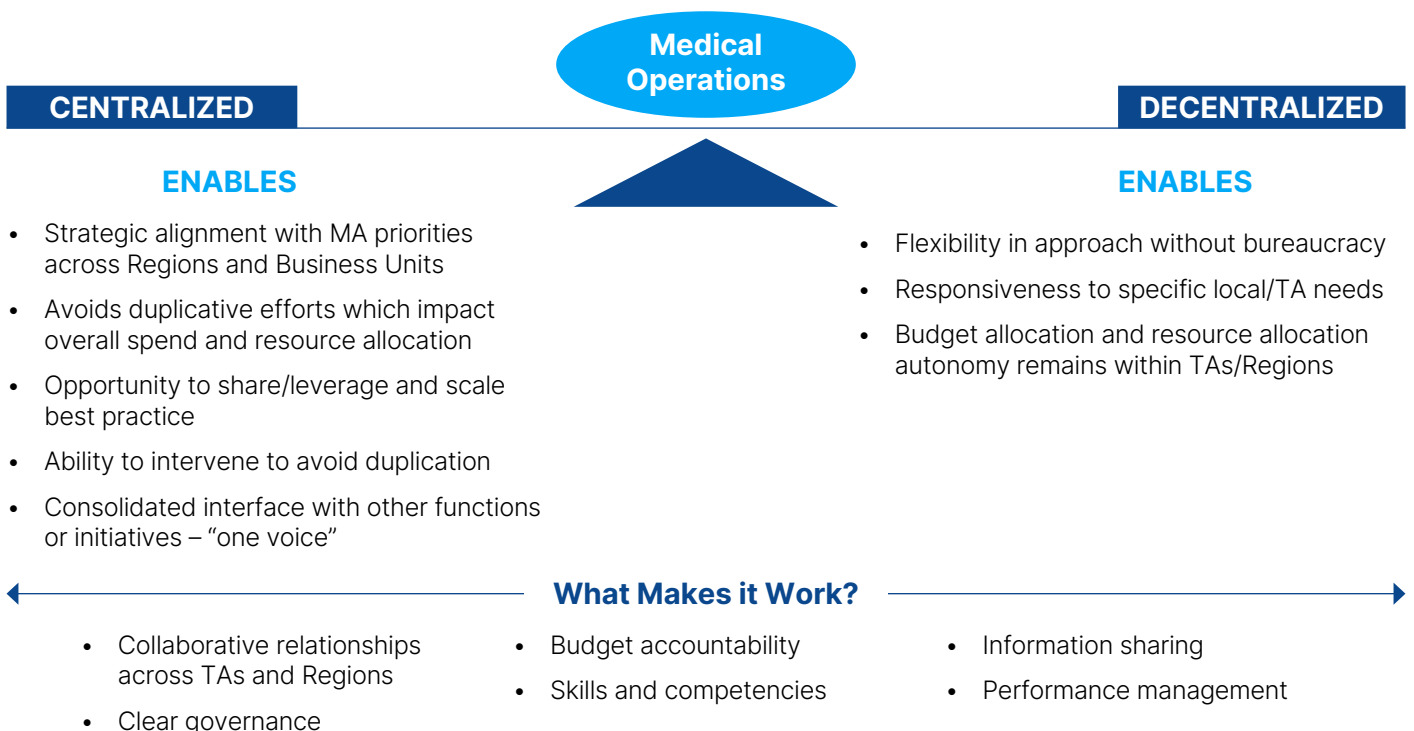 Medical
Operations
CENTRALIZED
DECENTRALIZED
ENABLES
• Strategic alignment with MA priorities
across Regions and Business Units
• Avoids duplicative efforts which impact
overall spend and resource allocation
• Opportunity to share/leverage and scale
best practice
• Ability to intervene to avoid duplication
• Consolidated interface with other functions
or initiatives – “one voice”
ENABLES
• Flexibility in approach without bureaucracy
• Responsiveness to specific local/TA needs
• Budget allocation and resource allocation
autonomy remains within TAs/Regions
What Makes it Work?
• Collaborative relationships
across TAs and Regions
• Clear governance
• Budget accountability
• Skills and competencies
• Information sharing
• Performance management